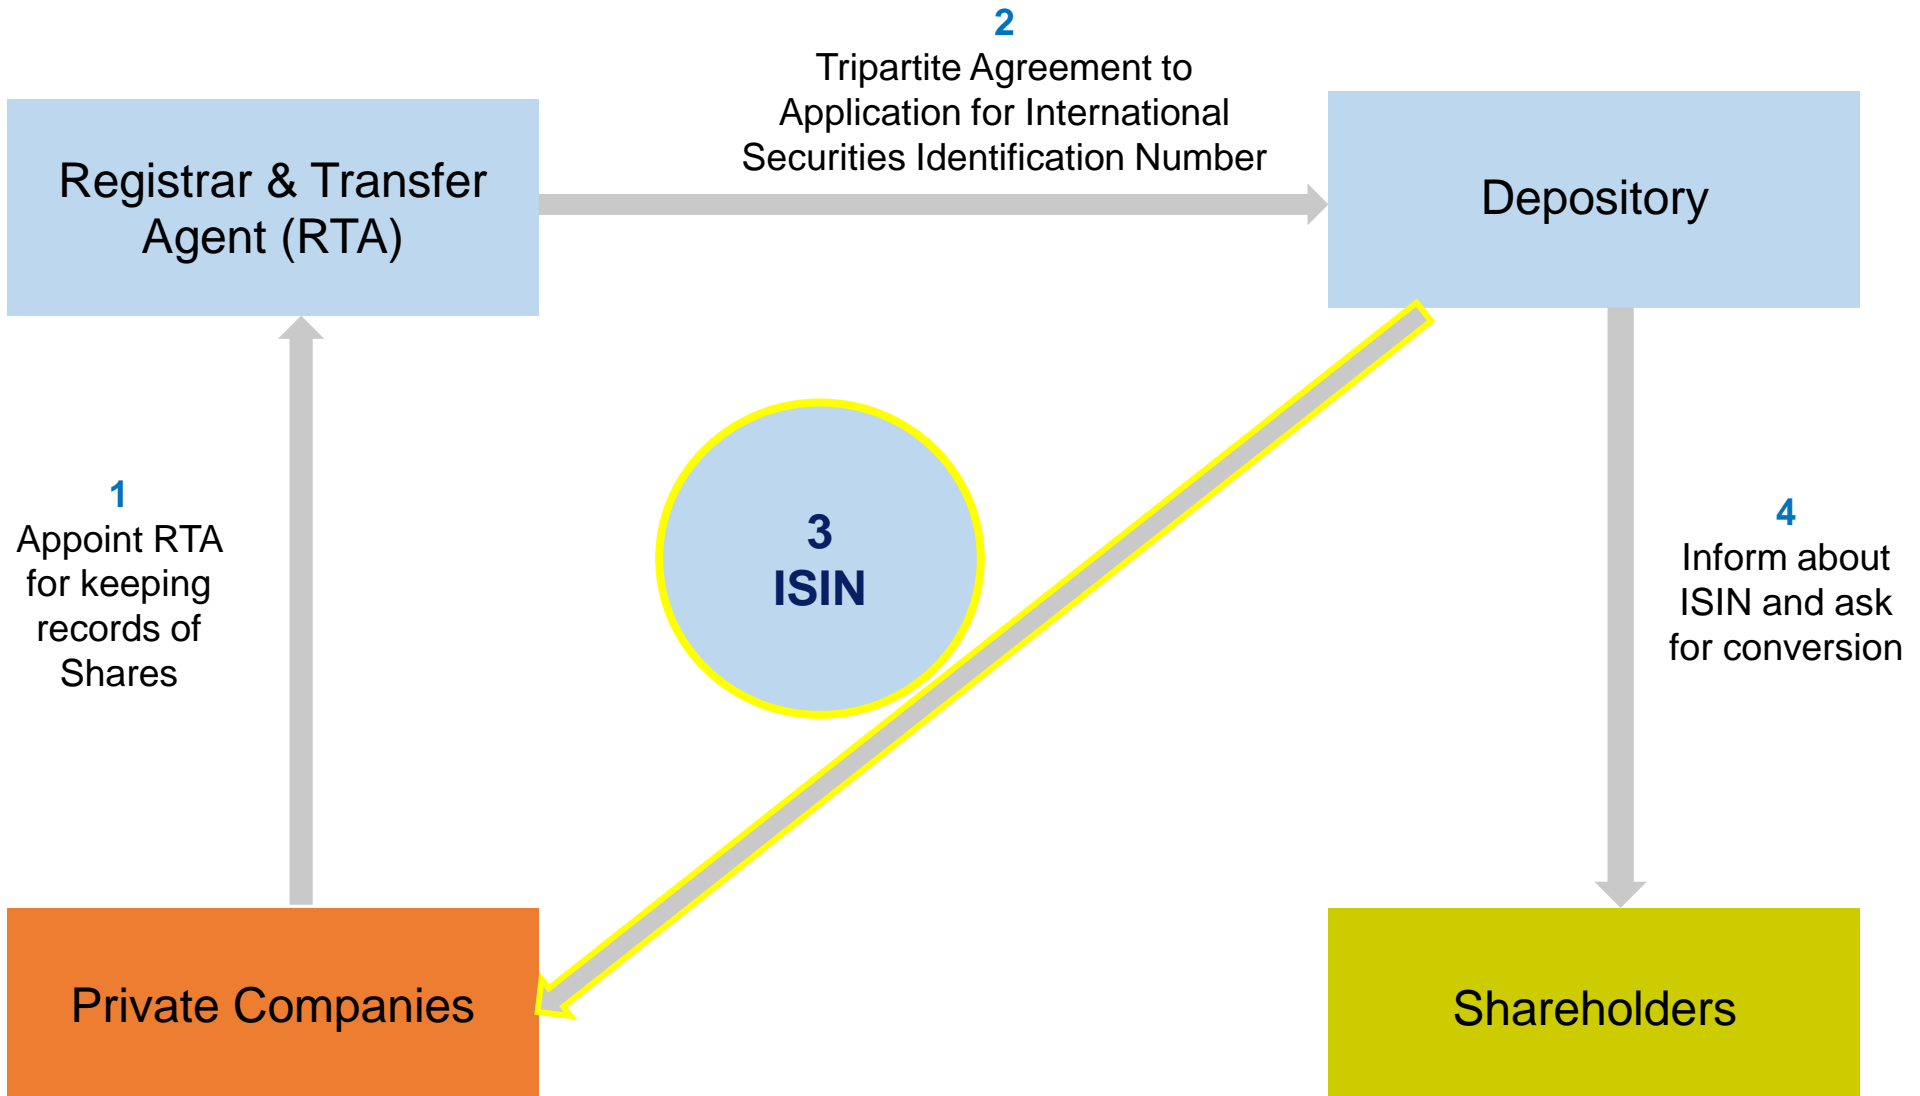 2
Tripartite Agreement to
Application for International
Securities Identification Number
Registrar & Transfer
Agent (RTA)
Depository
1
Appoint RTA
for keeping
records of
Shares
3
ISIN
4
Inform about
ISIN and ask
for conversion
Private Companies
Shareholders